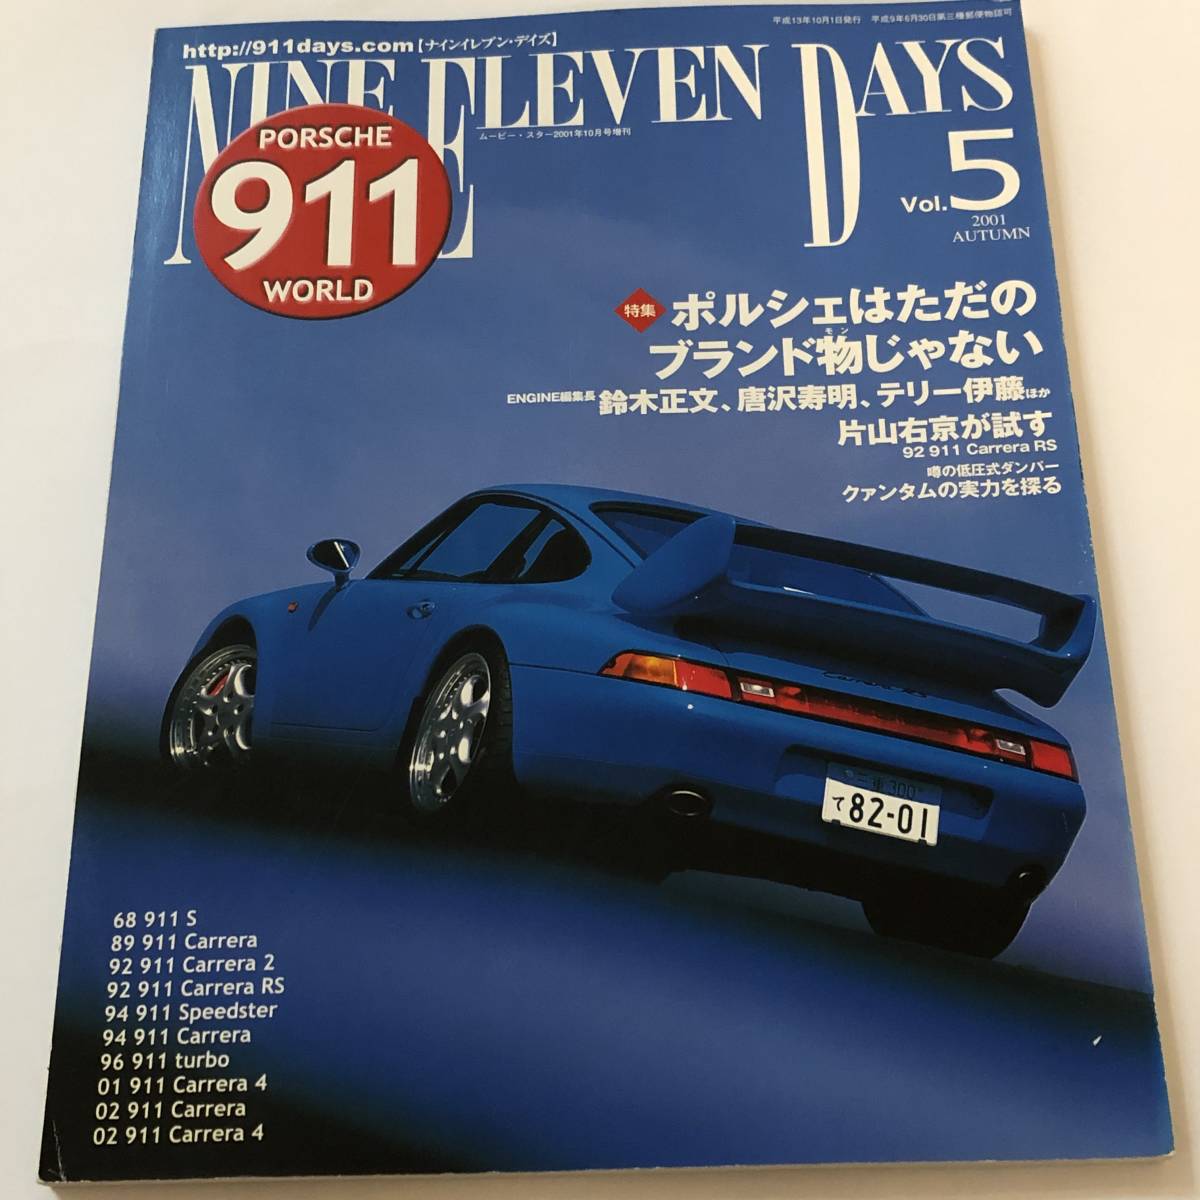 平成13年10月1日発行 平成9年6月30日第三種郵便物認可
http://911days.com【ナインイレブン・デイズ】
NINE ELEVEN DAYS
ムービー・スター2001年10月号増刊
PORSCHE
911
WORLD
Vol.5
2001
AUTUMN
特集 ポルシェはただの
モン
ブランド物じゃない
ENGINE編集長 鈴木正文、唐沢寿明、テリー伊藤ほか
片山右京が試す
92 911 Carrera RS
噂の低圧式ダンパー
クァンタムの実力を探る
Carrera RS
三重 300
て 82-01
68 911 S
89 911 Carrera
92 911 Carrera 2
92 911 Carrera RS
94 911 Speedster
94 911 Carrera
96 911 turbo
01 911 Carrera 4
02 911 Carrera
02 911 Carrera 4